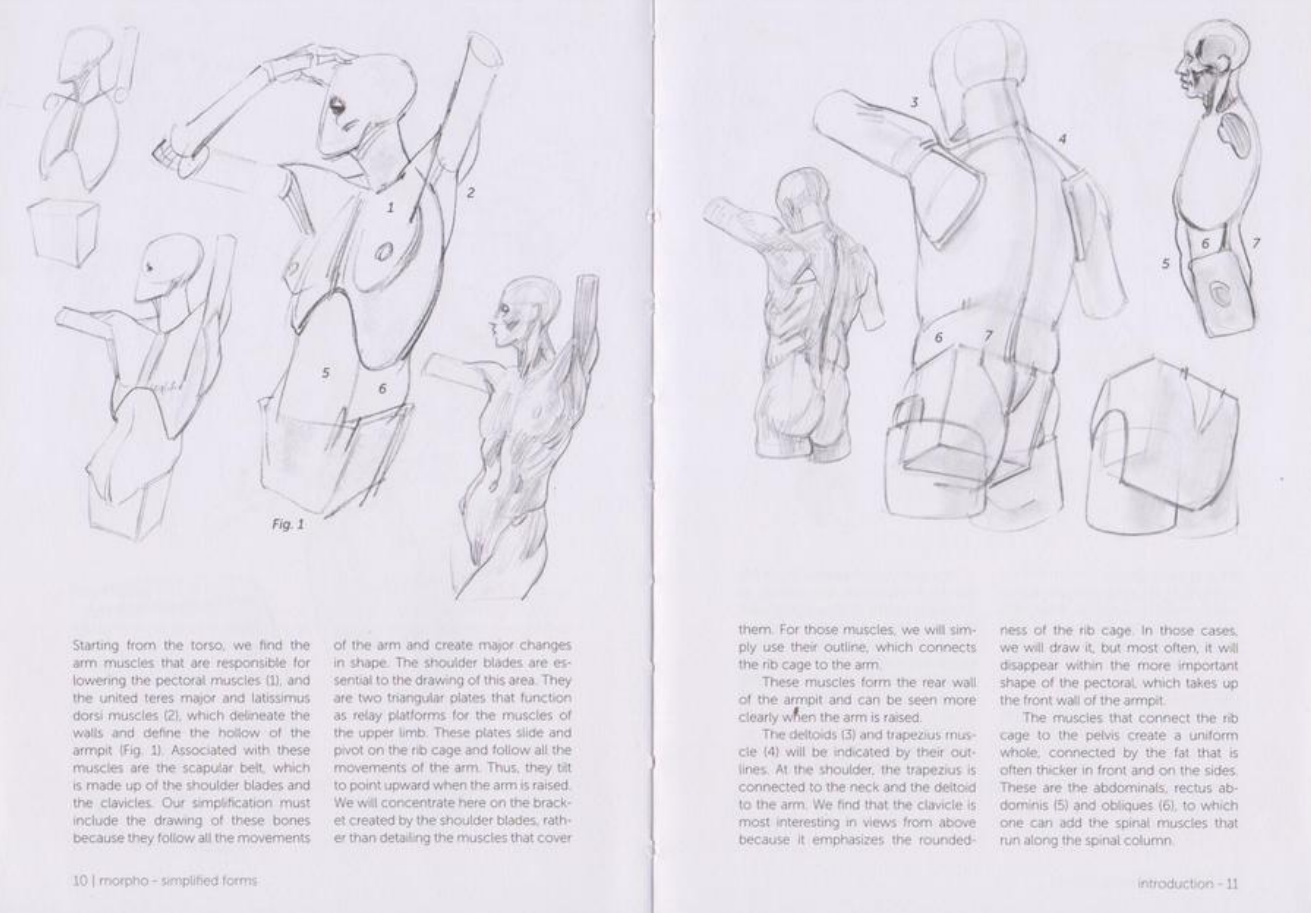 1
2
5
6
Fig. 1
Starting from the torso, we find the
arm muscles that are responsible for
lowering the pectoral muscles (1), and
the united teres major and latissimus
dorsi muscles (2), which delineate the
walls and define the hollow of the
armpit (Fig. 1). Associated with these
muscles are the scapular belt, which
is made up of the shoulder blades and
the clavicles. Our simplification must
include the drawing of these bones
because they follow all the movements
of the arm and create major changes
in shape. The shoulder blades are es-
sential to the drawing of this area. They
are two triangular plates that function
as relay platforms for the muscles of
the upper limb. These plates slide and
pivot on the rib cage and follow all the
movements of the arm. Thus, they tilt
to point upward when the arm is raised.
We will concentrate here on the brack-
et created by the shoulder blades, rath-
er than detailing the muscles that cover
10 | morpho - simplified forms
3
4
6
7
5
6
7
them. For those muscles, we will sim-
ply use their outline, which connects
the rib cage to the arm.
These muscles form the rear wall
of the armpit and can be seen more
clearly when the arm is raised.
The deltoids (3) and trapezius mus-
cle (4) will be indicated by their out-
lines. At the shoulder, the trapezius is
connected to the neck and the deltoid
to the arm. We find that the clavicle is
most interesting in views from above
because it emphasizes the rounded-
ness of the rib cage. In those cases,
we will draw it, but most often, it will
disappear within the more important
shape of the pectoral, which takes up
the front wall of the armpit.
The muscles that connect the rib
cage to the pelvis create a uniform
whole, connected by the fat that is
often thicker in front and on the sides.
These are the abdominals, rectus ab-
dominis (5) and obliques (6), to which
one can add the spinal muscles that
run along the spinal column.
introduction - 11